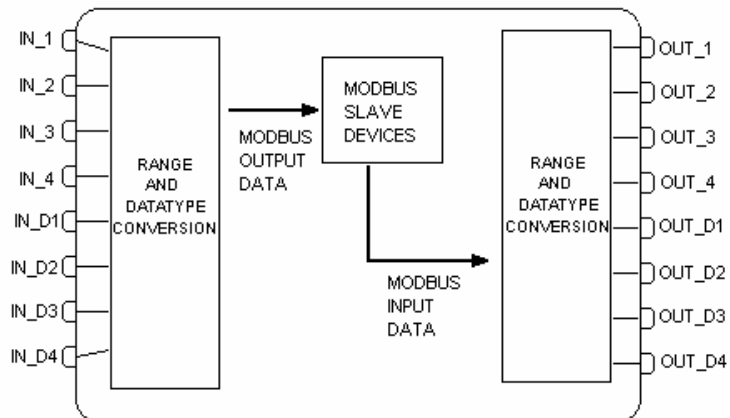 IN_1
IN_2
IN_3
IN_4
IN_D1
IN_D2
IN_D3
IN_D4
RANGE
AND
DATATYPE
CONVERSION
MODBUS
OUTPUT
DATA
MODBUS
SLAVE
DEVICES
MODBUS
INPUT
DATA
RANGE
AND
DATATYPE
CONVERSION
OUT_1
OUT_2
OUT_3
OUT_4
OUT_D1
OUT_D2
OUT_D3
OUT_D4